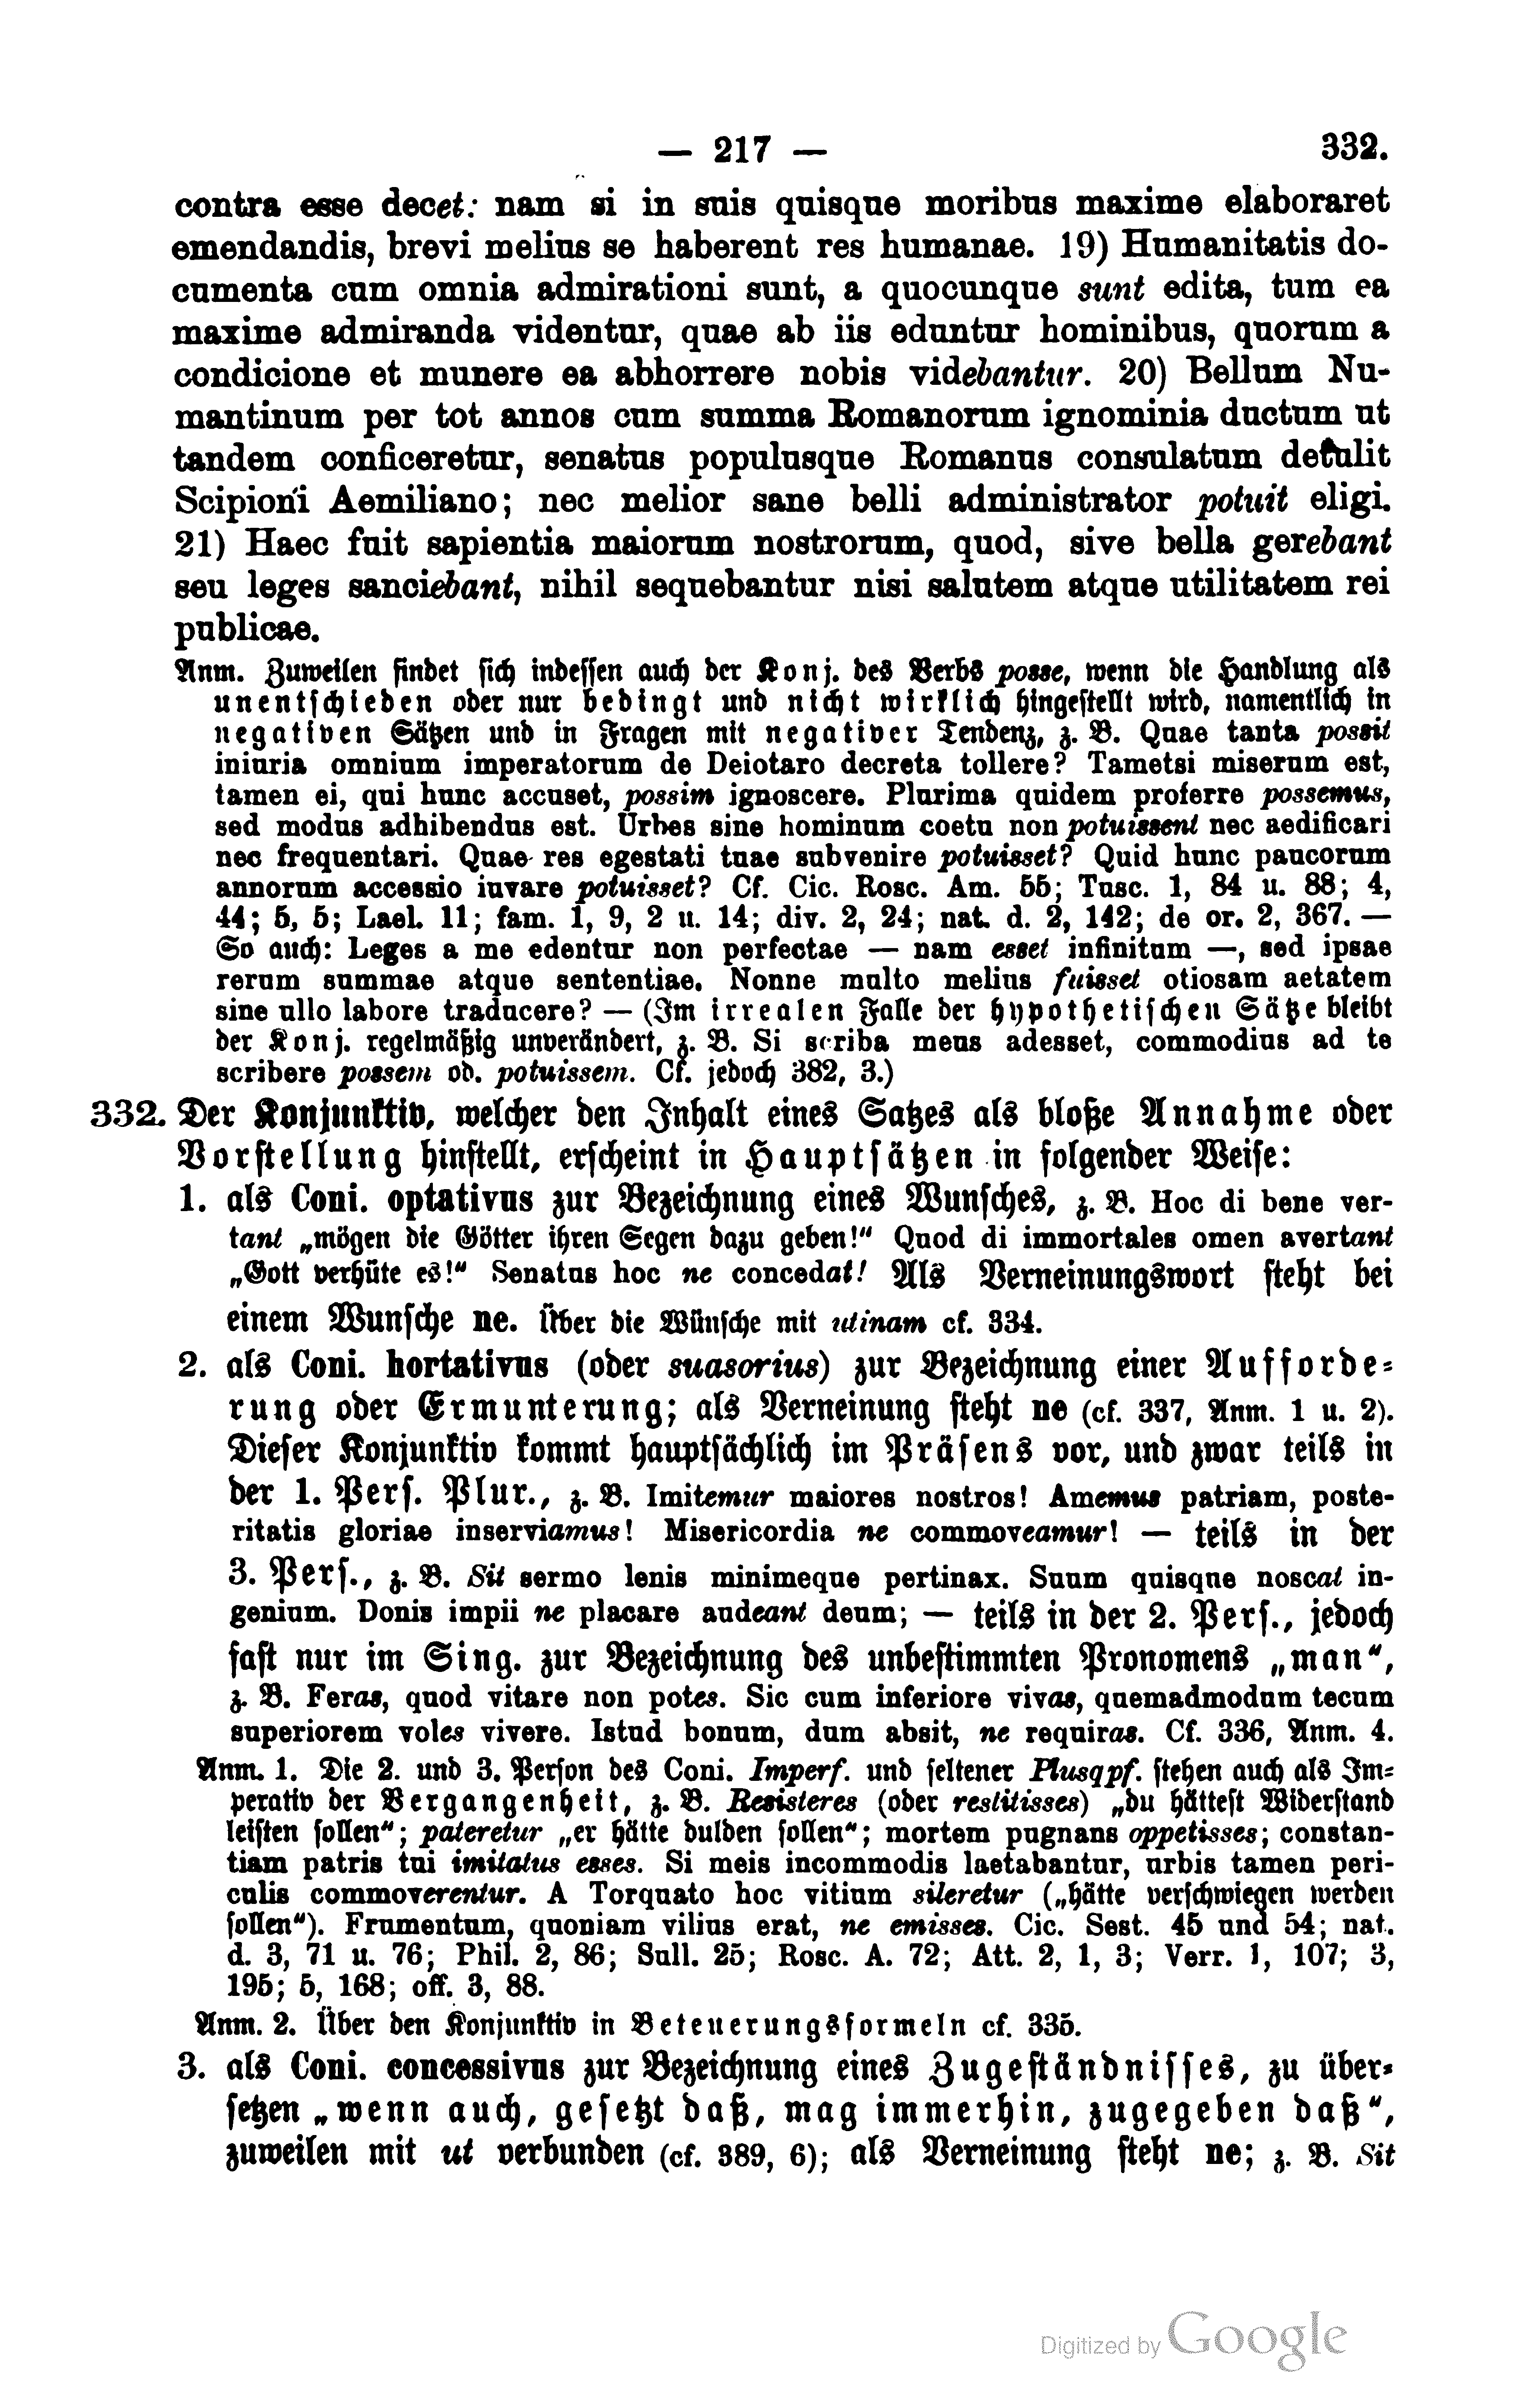 — 217 — 332.
contra esse decet: nam si in suis quisque moribus maxime elaboraret
emendandis, brevi melius se haberent res humanae. 19) Humanitatis do-
cumenta cum omnia admirationi sunt, a quocunque sunt edita, tum ea
maxime admiranda videntur, quae ab iis eduntur hominibus, quorum a
condicione et munere ea abhorrere nobis videbantur. 20) Bellum Nu-
mantinum per tot annos cum summa Romanorum ignominia ductum ut
tandem conficeretur, senatus populusque Romanus consulatum detulit
Scipioni Aemiliano; nec melior sane belli administrator potuit eligi.
21) Haec fuit sapientia maiorum nostrorum, quod, sive bella gerebant
seu leges sanciebant, nihil sequebantur nisi salutem atque utilitatem rei
publicae.
Anm. Zuweilen findet sich indessen auch der Konj. des Verbs posse, wenn die Handlung als
unentschieden oder nur bedingt und nicht wirklich hingestellt wird, namentlich in
negativen Sätzen und in Fragen mit negativer Tendenz, z. B. Quae tanta possit
iniuria omnium imperatorum de Deiotaro decreta tollere? Tametsi miserum est,
tamen ei, qui hunc accuset, possim ignoscere. Plurima quidem proferre possemus,
sed modus adhibendus est. Urbes sine hominum coetu non potuissent nec aedificari
nec frequentari. Quae res egestati tuae subvenire potuisset? Quid hunc paucorum
annorum accessio iuvare potuisset? Cf. Cic. Rosc. Am. 55; Tusc. 1, 84 u. 88; 4,
44; 5, 5; Lael. 11; fam. 1, 9, 2 u. 14; div. 2, 24; nat. d. 2, 142; de or. 2, 367. —
So auch: Leges a me edentur non perfectae — nam esset infinitum —, sed ipsae
rerum summae atque sententiae. Nonne multo melius fuisset otiosam aetatem
sine ullo labore traducere? — (Im irrealen Falle der hypothetischen Sätze bleibt
der Konj. regelmäßig unverändert, z. B. Si scriba meus adesset, commodius ad te
scribere possem od. potuissem. Cf. jedoch 382, 3.)
332. Der Konjunktiv, welcher den Inhalt eines Satzes als bloße Annahme oder
Vorstellung hinstellt, erscheint in Hauptsätzen in folgender Weise:
1. als Coni. optativus zur Bezeichnung eines Wunsches, z. B. Hoc di bene ver-
tant „mögen die Götter ihren Segen dazu geben!“ Quod di immortales omen avertant
„Gott verhüte es!“ Senatus hoc ne concedat! Als Verneinungswort steht bei
einem Wunsche ne. Über die Wünsche mit utinam cf. 334.
2. als Coni. hortativus (oder suasorius) zur Bezeichnung einer Aufforde-
rung oder Ermunterung; als Verneinung steht ne (cf. 337, Anm. 1 u. 2).
Dieser Konjunktiv kommt hauptsächlich im Präsens vor, und zwar teils in
der 1. Pers. Plur., z. B. Imitemur maiores nostros! Amemus patriam, poste-
ritatis gloriae inserviamus! Misericordia ne commoveamur! — teils in der
3. Pers., z. B. Sit sermo lenis minimeque pertinax. Suum quisque noscat in-
genium. Donis impii ne placare audeant deum; — teils in der 2. Pers., jedoch
fast nur im Sing. zur Bezeichnung des unbestimmten Pronomens „man“,
z. B. Feras, quod vitare non potes. Sic cum inferiore vivas, quemadmodum tecum
superiorem voles vivere. Istud bonum, dum absit, ne requiras. Cf. 336, Anm. 4.
Anm. 1. Die 2. und 3. Person des Coni. Imperf. und seltener Plusqpf. stehen auch als Im-
perativ der Vergangenheit, z. B. Resisteres (oder restitisses) „du hättest Widerstand
leisten sollen“; pateretur „er hätte dulden sollen“; mortem pugnans oppetisses; constan-
tiam patris tui imitatus esses. Si meis incommodis laetabantur, urbis tamen peri-
culis commoverentur. A Torquato hoc vitium sileretur („hätte verschwiegen werden
sollen“). Frumentum, quoniam vilius erat, ne emisses. Cic. Sest. 45 und 54; nat.
d. 3, 71 u. 76; Phil. 2, 86; Sull. 25; Rosc. A. 72; Att. 2, 1, 3; Verr. 1, 107; 3,
195; 5, 168; off. 3, 88.
Anm. 2. Über den Konjunktiv in Beteuerungsformeln cf. 335.
3. als Coni. concessivus zur Bezeichnung eines Zugeständnisses, zu über-
setzen „wenn auch, gesetzt daß, mag immerhin, zugegeben daß“,
zuweilen mit ut verbunden (cf. 389, 6); als Verneinung steht ne; z. B. Sit
Digitized by Google